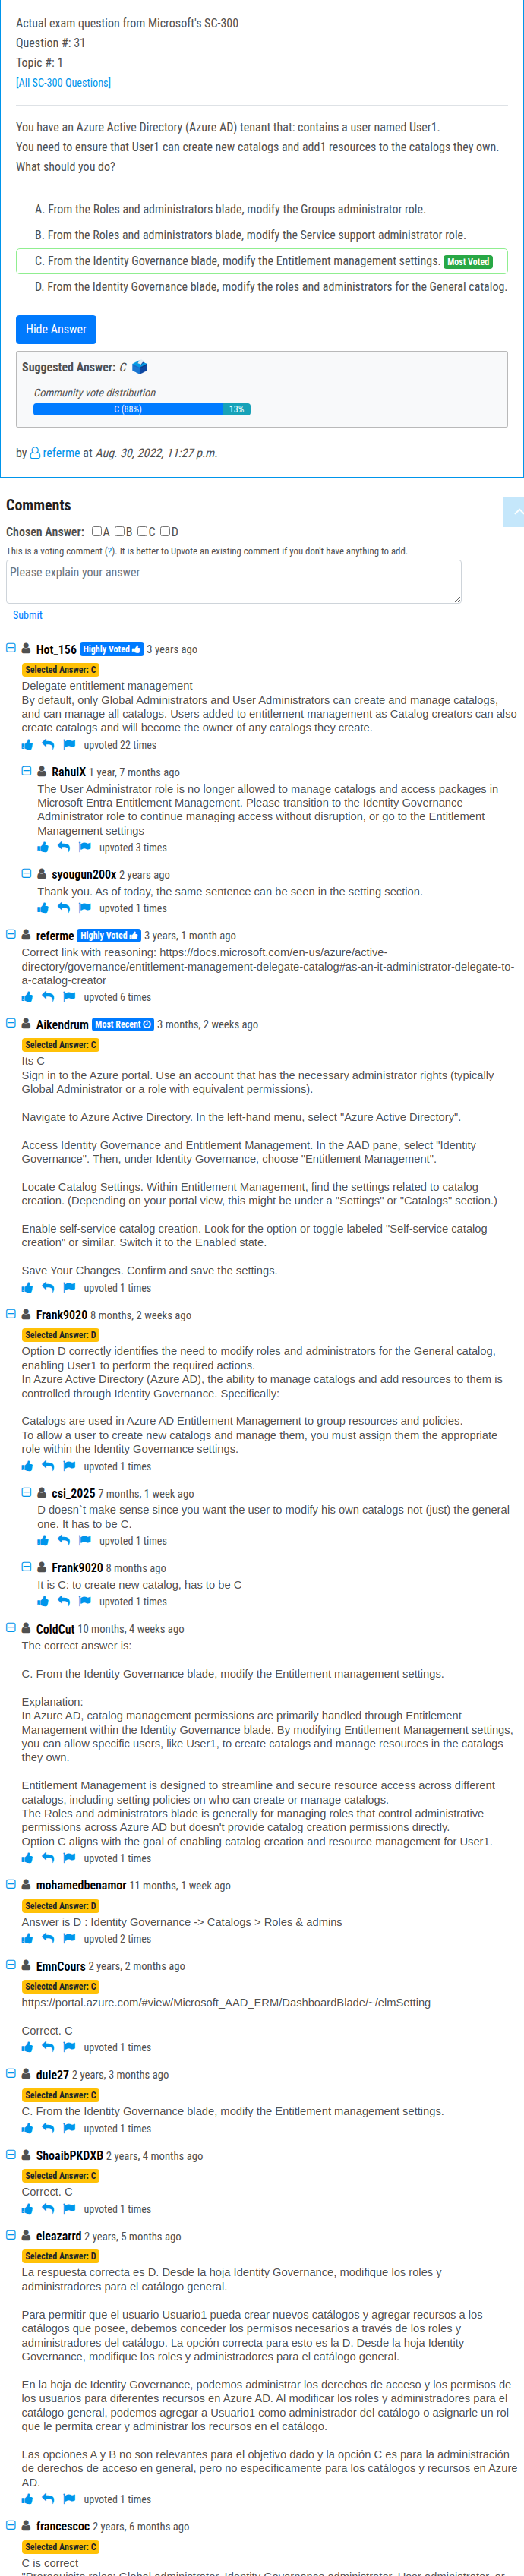 Actual exam question from Microsoft's SC-300
Question #: 31
Topic #: 1
[All SC-300 Questions]
You have an Azure Active Directory (Azure AD) tenant that: contains a user named User1.
You need to ensure that User1 can create new catalogs and add1 resources to the catalogs they own.
What should you do?
A. From the Roles and administrators blade, modify the Groups administrator role.
B. From the Roles and administrators blade, modify the Service support administrator role.
C. From the Identity Governance blade, modify the Entitlement management settings. Most Voted
D. From the Identity Governance blade, modify the roles and administrators for the General catalog.
Hide Answer
Suggested Answer: C
Community vote distribution
C (88%) 13%
by referme at Aug. 30, 2022, 11:27 p.m.
Comments
Chosen Answer: A B C D
This is a voting comment (?). It is better to Upvote an existing comment if you don't have anything to add.
Please explain your answer
Submit
Hot_156 Highly Voted 3 years ago
Selected Answer: C
Delegate entitlement management
By default, only Global Administrators and User Administrators can create and manage catalogs,
and can manage all catalogs. Users added to entitlement management as Catalog creators can also
create catalogs and will become the owner of any catalogs they create.
upvoted 22 times
RahulX 1 year, 7 months ago
The User Administrator role is no longer allowed to manage catalogs and access packages in
Microsoft Entra Entitlement Management. Please transition to the Identity Governance
Administrator role to continue managing access without disruption, or go to the Entitlement
Management settings
upvoted 3 times
syougun200x 2 years ago
Thank you. As of today, the same sentence can be seen in the setting section.
upvoted 1 times
referme Highly Voted 3 years, 1 month ago
Correct link with reasoning: https://docs.microsoft.com/en-us/azure/active-
directory/governance/entitlement-management-delegate-catalog#as-an-it-administrator-delegate-to-
a-catalog-creator
upvoted 6 times
Aikendrum Most Recent 3 months, 2 weeks ago
Selected Answer: C
Its C
Sign in to the Azure portal. Use an account that has the necessary administrator rights (typically
Global Administrator or a role with equivalent permissions).
Navigate to Azure Active Directory. In the left-hand menu, select "Azure Active Directory".
Access Identity Governance and Entitlement Management. In the AAD pane, select "Identity
Governance". Then, under Identity Governance, choose "Entitlement Management".
Locate Catalog Settings. Within Entitlement Management, find the settings related to catalog
creation. (Depending on your portal view, this might be under a "Settings" or "Catalogs" section.)
Enable self-service catalog creation. Look for the option or toggle labeled "Self-service catalog
creation" or similar. Switch it to the Enabled state.
Save Your Changes. Confirm and save the settings.
upvoted 1 times
Frank9020 8 months, 2 weeks ago
Selected Answer: D
Option D correctly identifies the need to modify roles and administrators for the General catalog,
enabling User1 to perform the required actions.
In Azure Active Directory (Azure AD), the ability to manage catalogs and add resources to them is
controlled through Identity Governance. Specifically:
Catalogs are used in Azure AD Entitlement Management to group resources and policies.
To allow a user to create new catalogs and manage them, you must assign them the appropriate
role within the Identity Governance settings.
upvoted 1 times
csi_2025 7 months, 1 week ago
D doesn`t make sense since you want the user to modify his own catalogs not (just) the general
one. It has to be C.
upvoted 1 times
Frank9020 8 months ago
It is C: to create new catalog, has to be C
upvoted 1 times
ColdCut 10 months, 4 weeks ago
The correct answer is:
C. From the Identity Governance blade, modify the Entitlement management settings.
Explanation:
In Azure AD, catalog management permissions are primarily handled through Entitlement
Management within the Identity Governance blade. By modifying Entitlement Management settings,
you can allow specific users, like User1, to create catalogs and manage resources in the catalogs
they own.
Entitlement Management is designed to streamline and secure resource access across different
catalogs, including setting policies on who can create or manage catalogs.
The Roles and administrators blade is generally for managing roles that control administrative
permissions across Azure AD but doesn't provide catalog creation permissions directly.
Option C aligns with the goal of enabling catalog creation and resource management for User1.
upvoted 1 times
mohamedbenamor 11 months, 1 week ago
Selected Answer: D
Answer is D : Identity Governance -> Catalogs > Roles & admins
upvoted 2 times
EmnCours 2 years, 2 months ago
Selected Answer: C
https://portal.azure.com/#view/Microsoft_AAD_ERM/DashboardBlade/~/elmSetting
Correct. C
upvoted 1 times
dule27 2 years, 3 months ago
Selected Answer: C
C. From the Identity Governance blade, modify the Entitlement management settings.
upvoted 1 times
ShoaibPKDXB 2 years, 4 months ago
Selected Answer: C
Correct. C
upvoted 1 times
eleazarrd 2 years, 5 months ago
Selected Answer: D
La respuesta correcta es D. Desde la hoja Identity Governance, modifique los roles y
administradores para el catálogo general.
Para permitir que el usuario Usuario1 pueda crear nuevos catálogos y agregar recursos a los
catálogos que posee, debemos conceder los permisos necesarios a través de los roles y
administradores del catálogo. La opción correcta para esto es la D. Desde la hoja Identity
Governance, modifique los roles y administradores para el catálogo general.
En la hoja de Identity Governance, podemos administrar los derechos de acceso y los permisos de
los usuarios para diferentes recursos en Azure AD. Al modificar los roles y administradores para el
catálogo general, podemos agregar a Usuario1 como administrador del catálogo o asignarle un rol
que le permita crear y administrar los recursos en el catálogo.
Las opciones A y B no son relevantes para el objetivo dado y la opción C es para la administración
de derechos de acceso en general, pero no específicamente para los catálogos y recursos en Azure
AD.
upvoted 1 times
francescoc 2 years, 6 months ago
Selected Answer: C
C is correct
"Prerequisite roles: Global administrator, Identity Governance administrator, User administrator, or